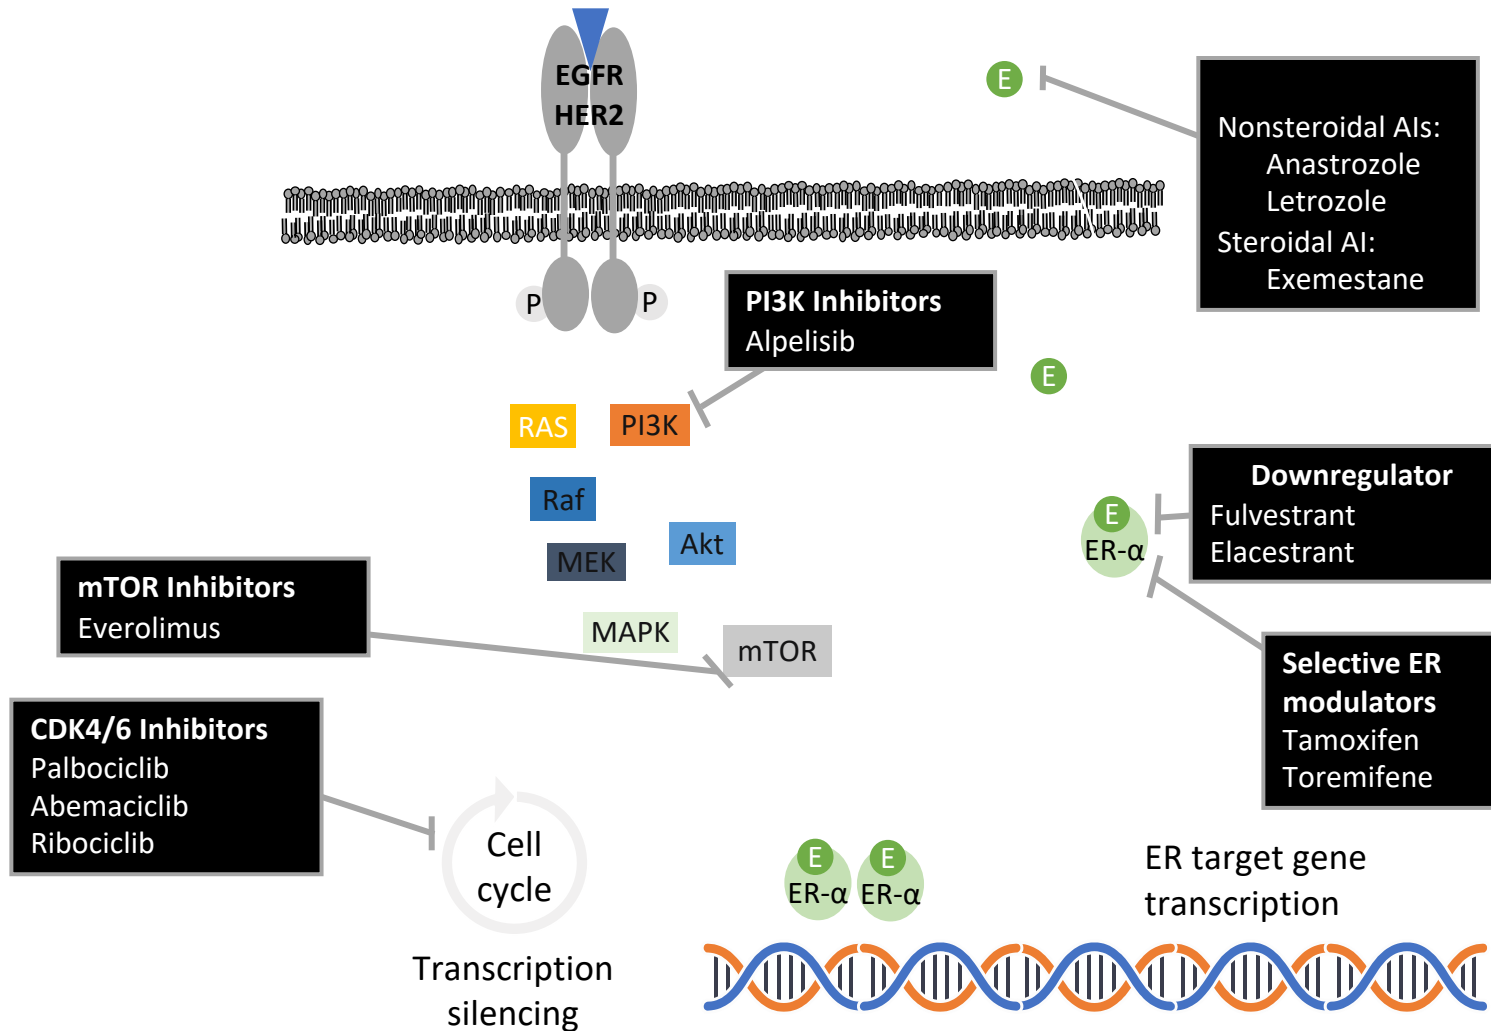 EGFR
HER2
E
Nonsteroidal AIs:
Anastrozole
Letrozole
Steroidal AI:
Exemestane
P
P
PI3K Inhibitors
Alpelisib
E
RAS
PI3K
Raf
Akt
MEK
E
ER-α
Downregulator
Fulvestrant
Elacestrant
mTOR Inhibitors
Everolimus
MAPK
mTOR
Selective ER
modulators
Tamoxifen
Toremifene
CDK4/6 Inhibitors
Palbociclib
Abemaciclib
Ribociclib
Cell
cycle
Transcription
silencing
E
ER-α
E
ER-α
ER target gene
transcription